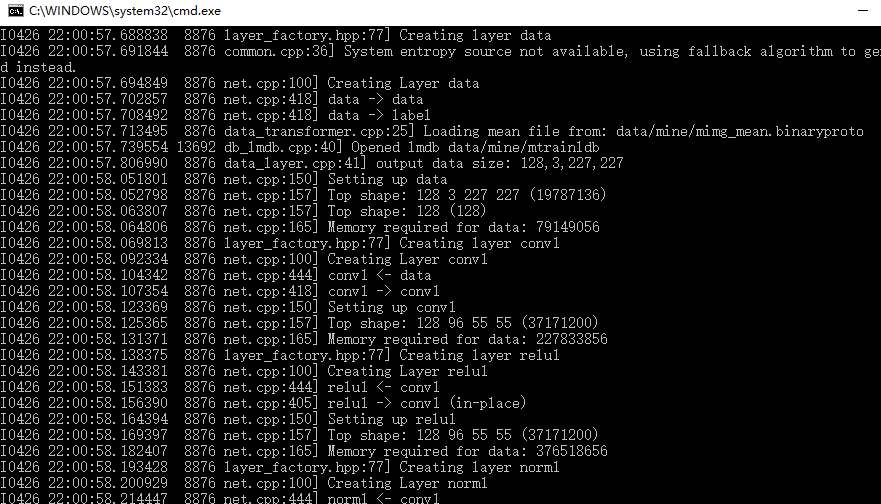 C:\WINDOWS\system32\cmd.exe
I0426 22:00:57.688838  8876 layer_factory.hpp:77] Creating layer data
I0426 22:00:57.691844  8876 common.cpp:36] System entropy source not available, using fallback algorithm to ge
d instead.
I0426 22:00:57.694849  8876 net.cpp:100] Creating Layer data
I0426 22:00:57.702857  8876 net.cpp:418] data -> data
I0426 22:00:57.708492  8876 net.cpp:418] data -> label
I0426 22:00:57.713495  8876 data_transformer.cpp:25] Loading mean file from: data/mine/mimg_mean.binaryproto
I0426 22:00:57.739554 13692 db_lmdb.cpp:40] Opened lmdb data/mine/mtrainldb
I0426 22:00:57.806990  8876 data_layer.cpp:41] output data size: 128,3,227,227
I0426 22:00:58.051801  8876 net.cpp:150] Setting up data
I0426 22:00:58.052798  8876 net.cpp:157] Top shape: 128 3 227 227 (19787136)
I0426 22:00:58.063807  8876 net.cpp:157] Top shape: 128 (128)
I0426 22:00:58.064806  8876 net.cpp:165] Memory required for data: 79149056
I0426 22:00:58.069813  8876 layer_factory.hpp:77] Creating layer conv1
I0426 22:00:58.092334  8876 net.cpp:100] Creating Layer conv1
I0426 22:00:58.104342  8876 net.cpp:444] conv1 <- data
I0426 22:00:58.107354  8876 net.cpp:418] conv1 -> conv1
I0426 22:00:58.123369  8876 net.cpp:150] Setting up conv1
I0426 22:00:58.125365  8876 net.cpp:157] Top shape: 128 96 55 55 (37171200)
I0426 22:00:58.131371  8876 net.cpp:165] Memory required for data: 227833856
I0426 22:00:58.138375  8876 layer_factory.hpp:77] Creating layer relu1
I0426 22:00:58.143381  8876 net.cpp:100] Creating Layer relu1
I0426 22:00:58.151383  8876 net.cpp:444] relu1 <- conv1
I0426 22:00:58.156390  8876 net.cpp:405] relu1 -> conv1 (in-place)
I0426 22:00:58.164394  8876 net.cpp:150] Setting up relu1
I0426 22:00:58.169397  8876 net.cpp:157] Top shape: 128 96 55 55 (37171200)
I0426 22:00:58.182407  8876 net.cpp:165] Memory required for data: 376518656
I0426 22:00:58.193428  8876 layer_factory.hpp:77] Creating layer norm1
I0426 22:00:58.200929  8876 net.cpp:100] Creating Layer norm1
I0426 22:00:58.214447  8876 net.cpp:444] norm1 <- conv1